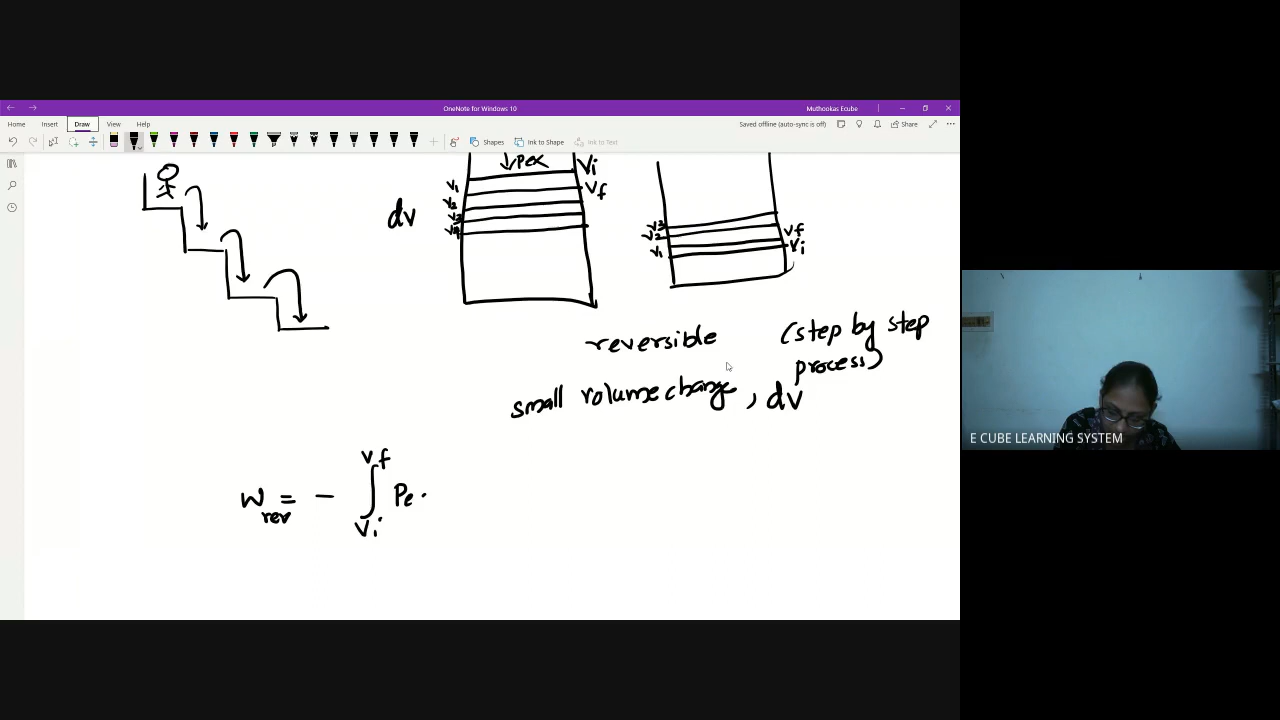 OneNote for Windows 10
Muthookas Ecube
Home Insert Draw View Help
Saved offline (auto-sync is off)
Share
Shapes
Ink to Shape
Ink to Text
↓Pex
Vi
V1
Vf
V2
V3
V4
dv
V3
V2
V1
Vf
Vi
reversible
(step by step
process)
small volume change, dv
Vf
W rev = - ∫ Pe.
Vi
E CUBE LEARNING SYSTEM